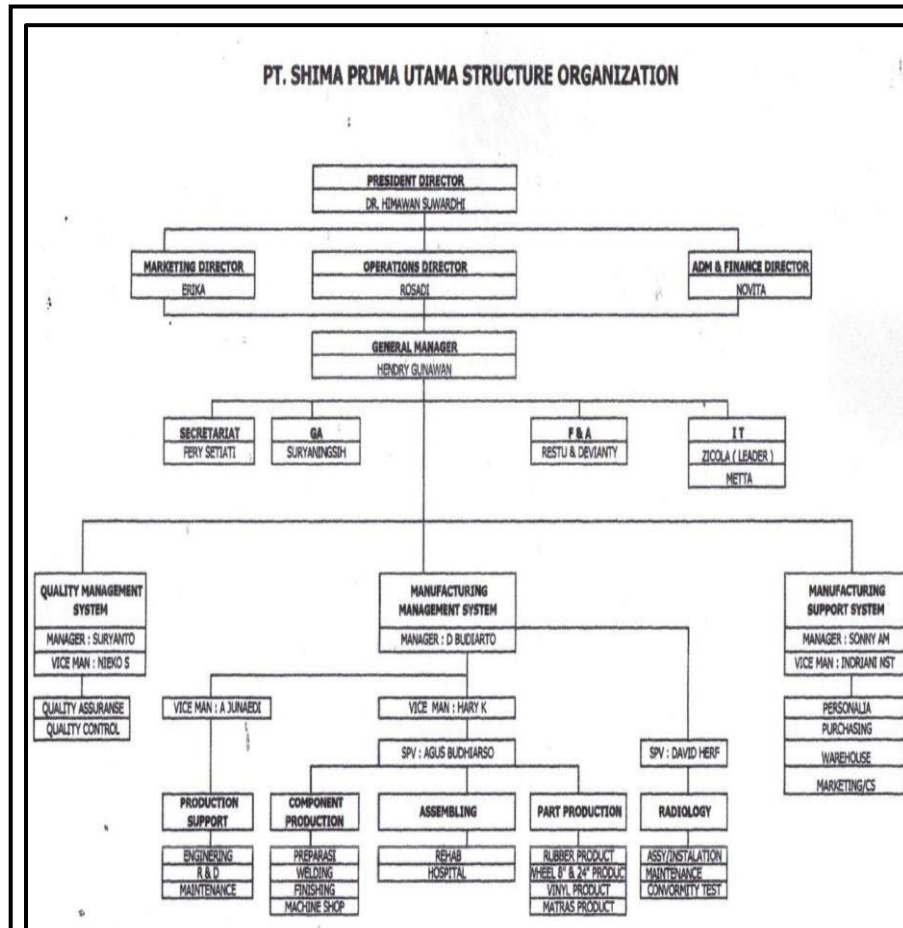 PT. SHIMA PRIMA UTAMA STRUCTURE ORGANIZATION
PRESIDENT DIRECTOR
DR. HIMAWAN SUWARDHI
MARKETING DIRECTOR
ERIKA
OPERATIONS DIRECTOR
ROSADI
ADM & FINANCE DIRECTOR
NOVITA
GENERAL MANAGER
HENDRY GUNAWAN
SECRETARIAT
FERY SETIATI
GA
SURYANINGSIH
F & A
RESTU & DEVIANTY
I T
ZICOLA ( LEADER )
METTA
QUALITY MANAGEMENT
SYSTEM
MANAGER : SURYANTO
VICE MAN : NIEKO S
QUALITY ASSURANSE
QUALITY CONTROL
MANUFACTURING
MANAGEMENT SYSTEM
MANAGER : D BUDIARTO
MANUFACTURING
SUPPORT SYSTEM
MANAGER : SONNY AM
VICE MAN : INDRIANI NST
PERSONALIA
PURCHASING
WAREHOUSE
MARKETING/CS
VICE MAN : A JUNAEDI
VICE MAN : HARY K
SPV : AGUS BUDHIARSO
SPV : DAVID HERF
PRODUCTION
SUPPORT
ENGINERING
R & D
MAINTENANCE
COMPONENT
PRODUCTION
PREPARASI
WELDING
FINISHING
MACHINE SHOP
ASSEMBLING
REHAB
HOSPITAL
PART PRODUCTION
RUBBER PRODUCT
WHEEL 8" & 24" PRODUC
VINYL PRODUCT
MATRAS PRODUCT
RADIOLOGY
ASSY/INSTALATION
MAINTENANCE
CONVORMITY TEST